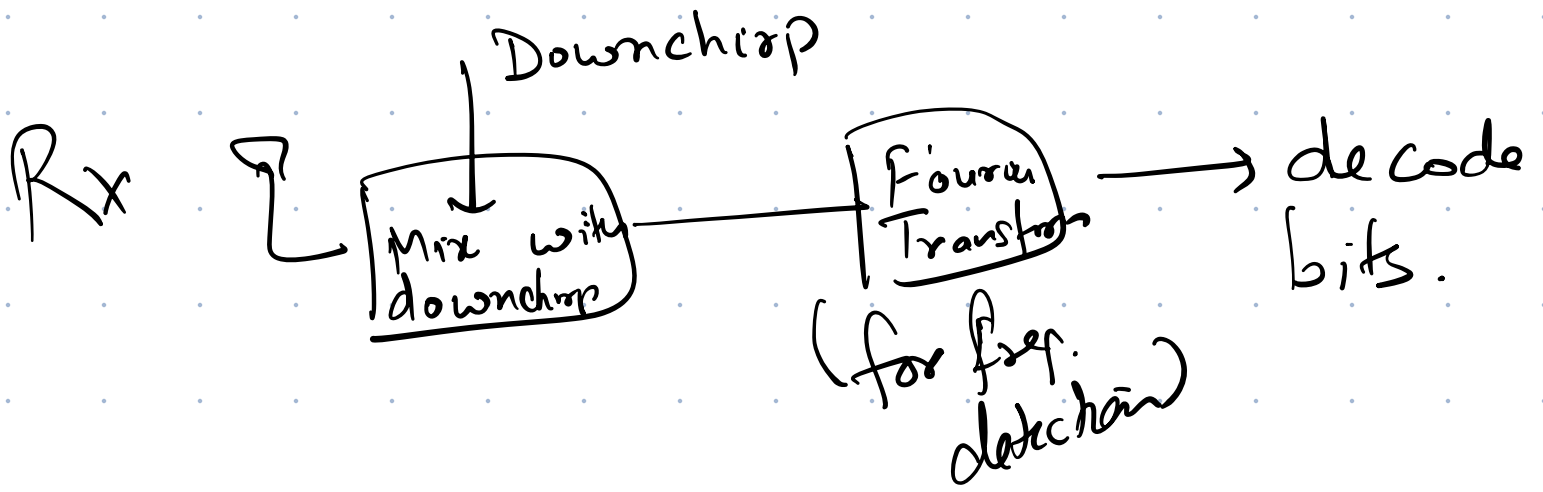 Downchirp
Rx
Mix with
downchirp
Fourier
Transform
decode
bits.
(for freq.
detection)